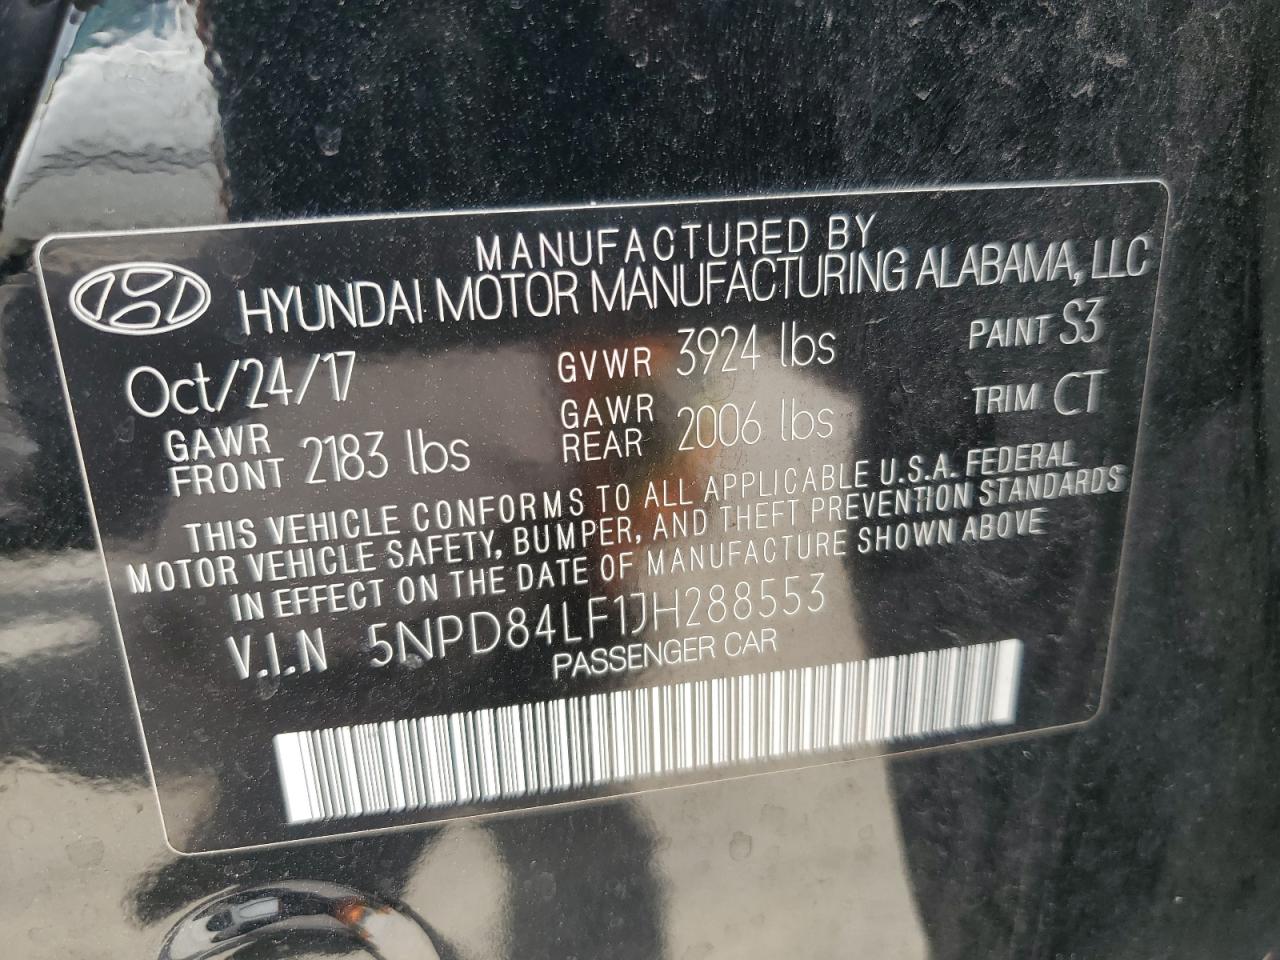 MANUFACTURED BY
HYUNDAI MOTOR MANUFACTURING ALABAMA, LLC
Oct/24/17 GVWR 3924 lbs PAINT S3
GAWR FRONT 2183 lbs GAWR REAR 2006 lbs TRIM CT
THIS VEHICLE CONFORMS TO ALL APPLICABLE U.S.A. FEDERAL
MOTOR VEHICLE SAFETY, BUMPER, AND THEFT PREVENTION STANDARDS
IN EFFECT ON THE DATE OF MANUFACTURE SHOWN ABOVE
V.I.N 5NPD84LF1JH288553
PASSENGER CAR